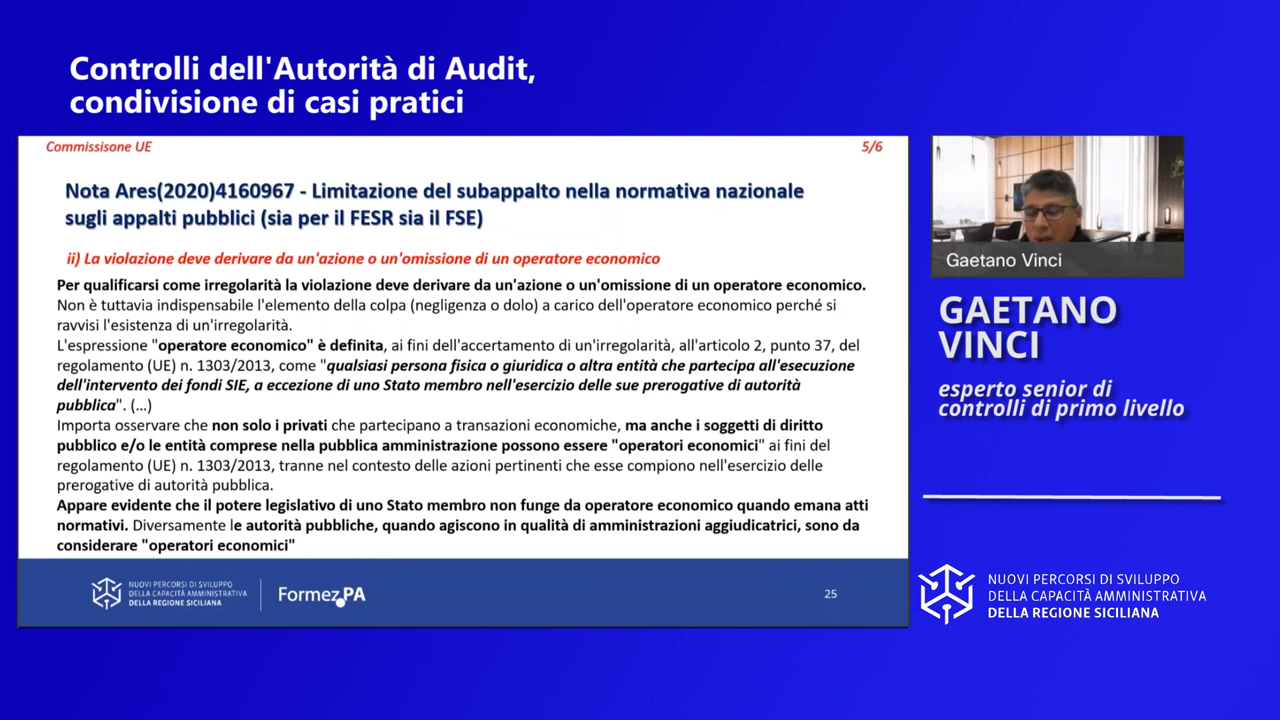 Controlli dell'Autorità di Audit,
condivisione di casi pratici
Commissisone UE
5/6
Nota Ares(2020)4160967 - Limitazione del subappalto nella normativa nazionale
sugli appalti pubblici (sia per il FESR sia il FSE)
ii) La violazione deve derivare da un'azione o un'omissione di un operatore economico
Per qualificarsi come irregolarità la violazione deve derivare da un'azione o un'omissione di un operatore economico.
Non è tuttavia indispensabile l'elemento della colpa (negligenza o dolo) a carico dell'operatore economico perché si
ravvisi l'esistenza di un'irregolarità.
L'espressione "operatore economico" è definita, ai fini dell'accertamento di un'irregolarità, all'articolo 2, punto 37, del
regolamento (UE) n. 1303/2013, come "qualsiasi persona fisica o giuridica o altra entità che partecipa all'esecuzione
dell'intervento dei fondi SIE, a eccezione di uno Stato membro nell'esercizio delle sue prerogative di autorità
pubblica". (…)
Importa osservare che non solo i privati che partecipano a transazioni economiche, ma anche i soggetti di diritto
pubblico e/o le entità comprese nella pubblica amministrazione possono essere "operatori economici" ai fini del
regolamento (UE) n. 1303/2013, tranne nel contesto delle azioni pertinenti che esse compiono nell'esercizio delle
prerogative di autorità pubblica.
Appare evidente che il potere legislativo di uno Stato membro non funge da operatore economico quando emana atti
normativi. Diversamente le autorità pubbliche, quando agiscono in qualità di amministrazioni aggiudicatrici, sono da
considerare "operatori economici"
NUOVI PERCORSI DI SVILUPPO
DELLA CAPACITÀ AMMINISTRATIVA
DELLA REGIONE SICILIANA
Formez PA
25
Gaetano Vinci
GAETANO
VINCI
esperto senior di
controlli di primo livello
NUOVI PERCORSI DI SVILUPPO
DELLA CAPACITÀ AMMINISTRATIVA
DELLA REGIONE SICILIANA